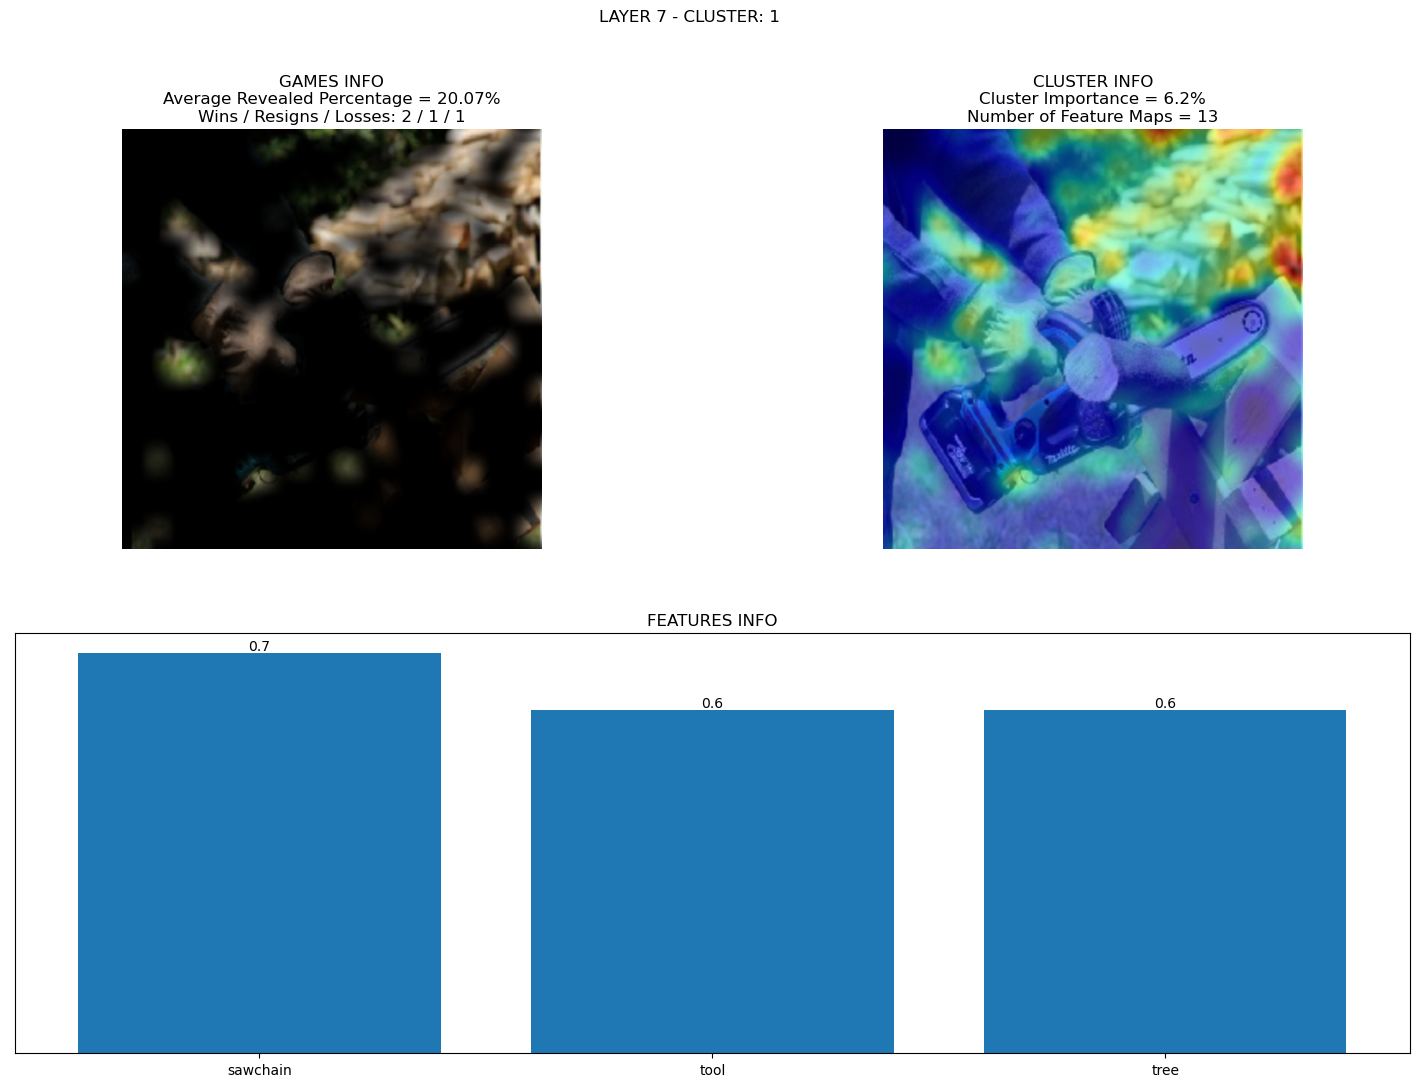 LAYER 7 - CLUSTER: 1
GAMES INFO
Average Revealed Percentage = 20.07%
Wins / Resigns / Losses: 2 / 1 / 1
CLUSTER INFO
Cluster Importance = 6.2%
Number of Feature Maps = 13
makita
FEATURES INFO
0.7
0.6
0.6
sawchain
tool
tree